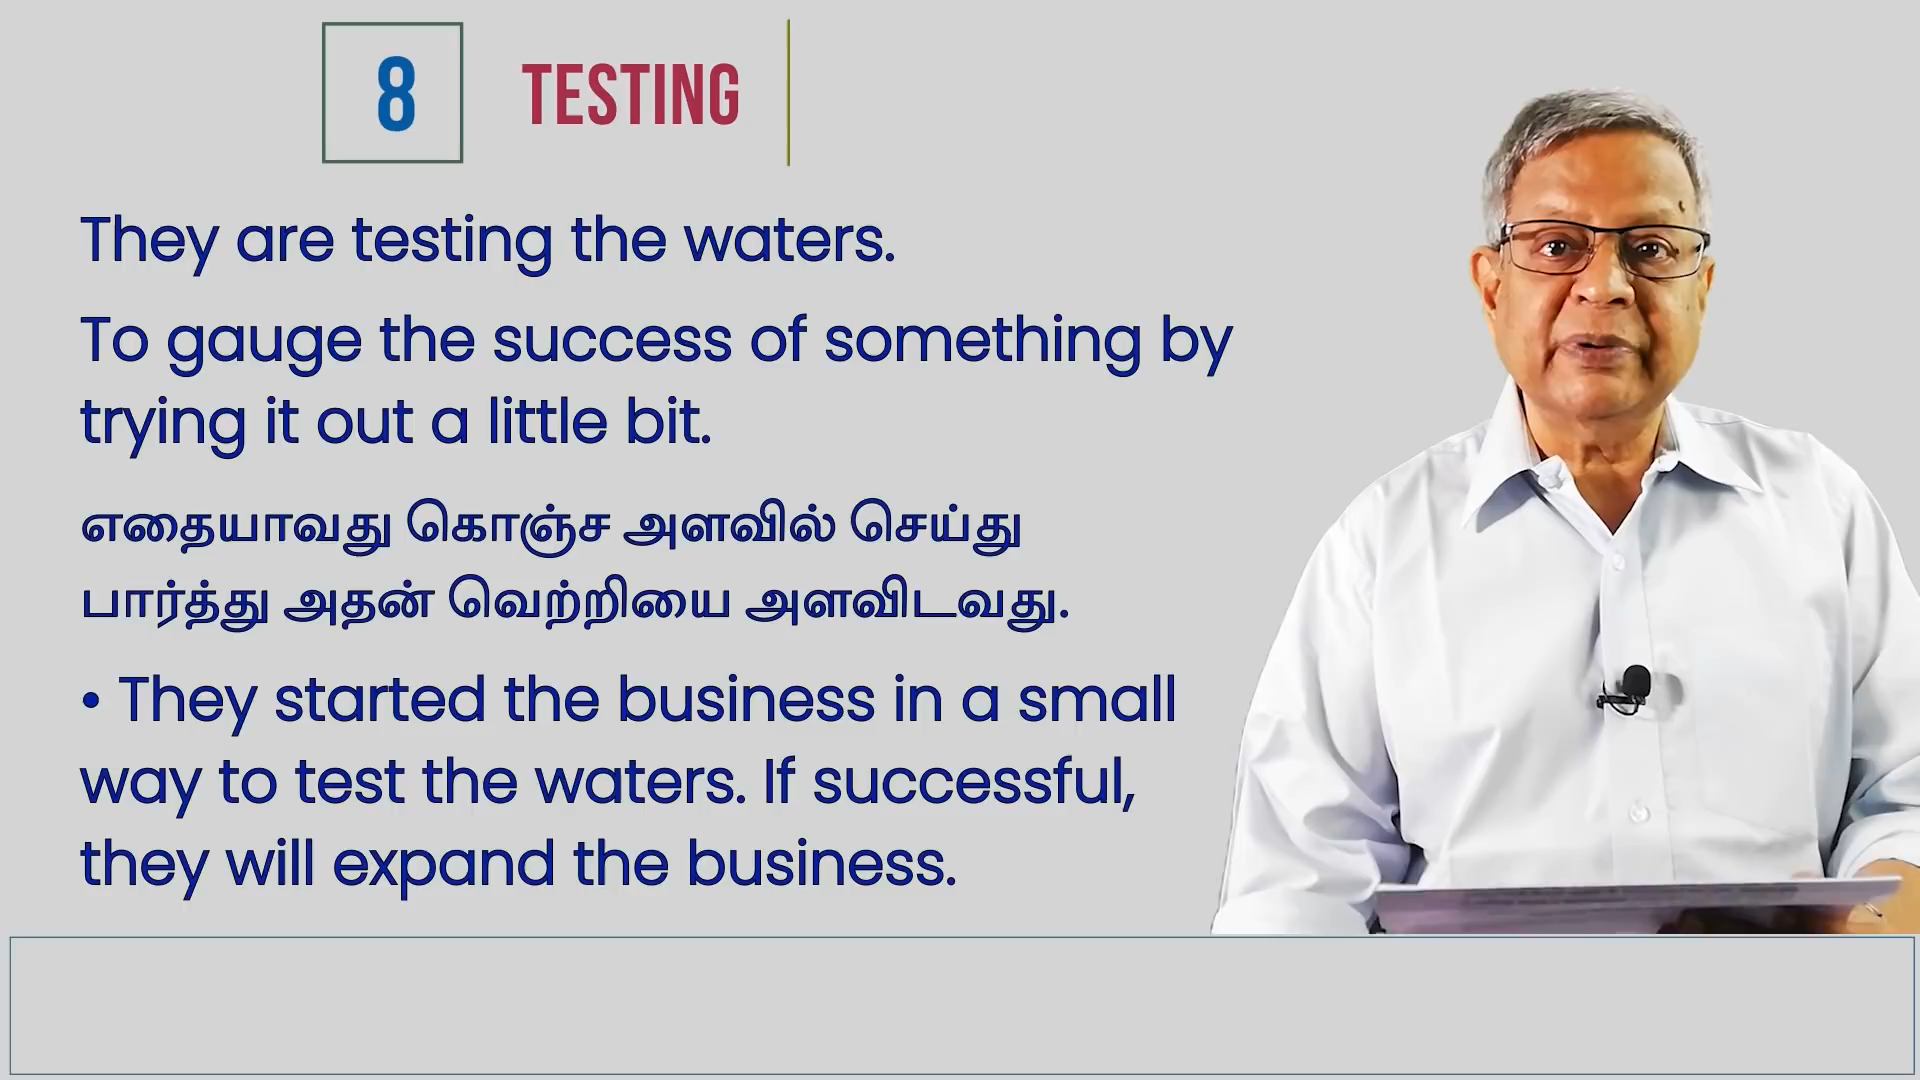 8 TESTING
They are testing the waters.
To gauge the success of something by
trying it out a little bit.
எதையாவது கொஞ்ச அளவில் செய்து
பார்த்து அதன் வெற்றியை அளவிடவது.
• They started the business in a small
way to test the waters. If successful,
they will expand the business.